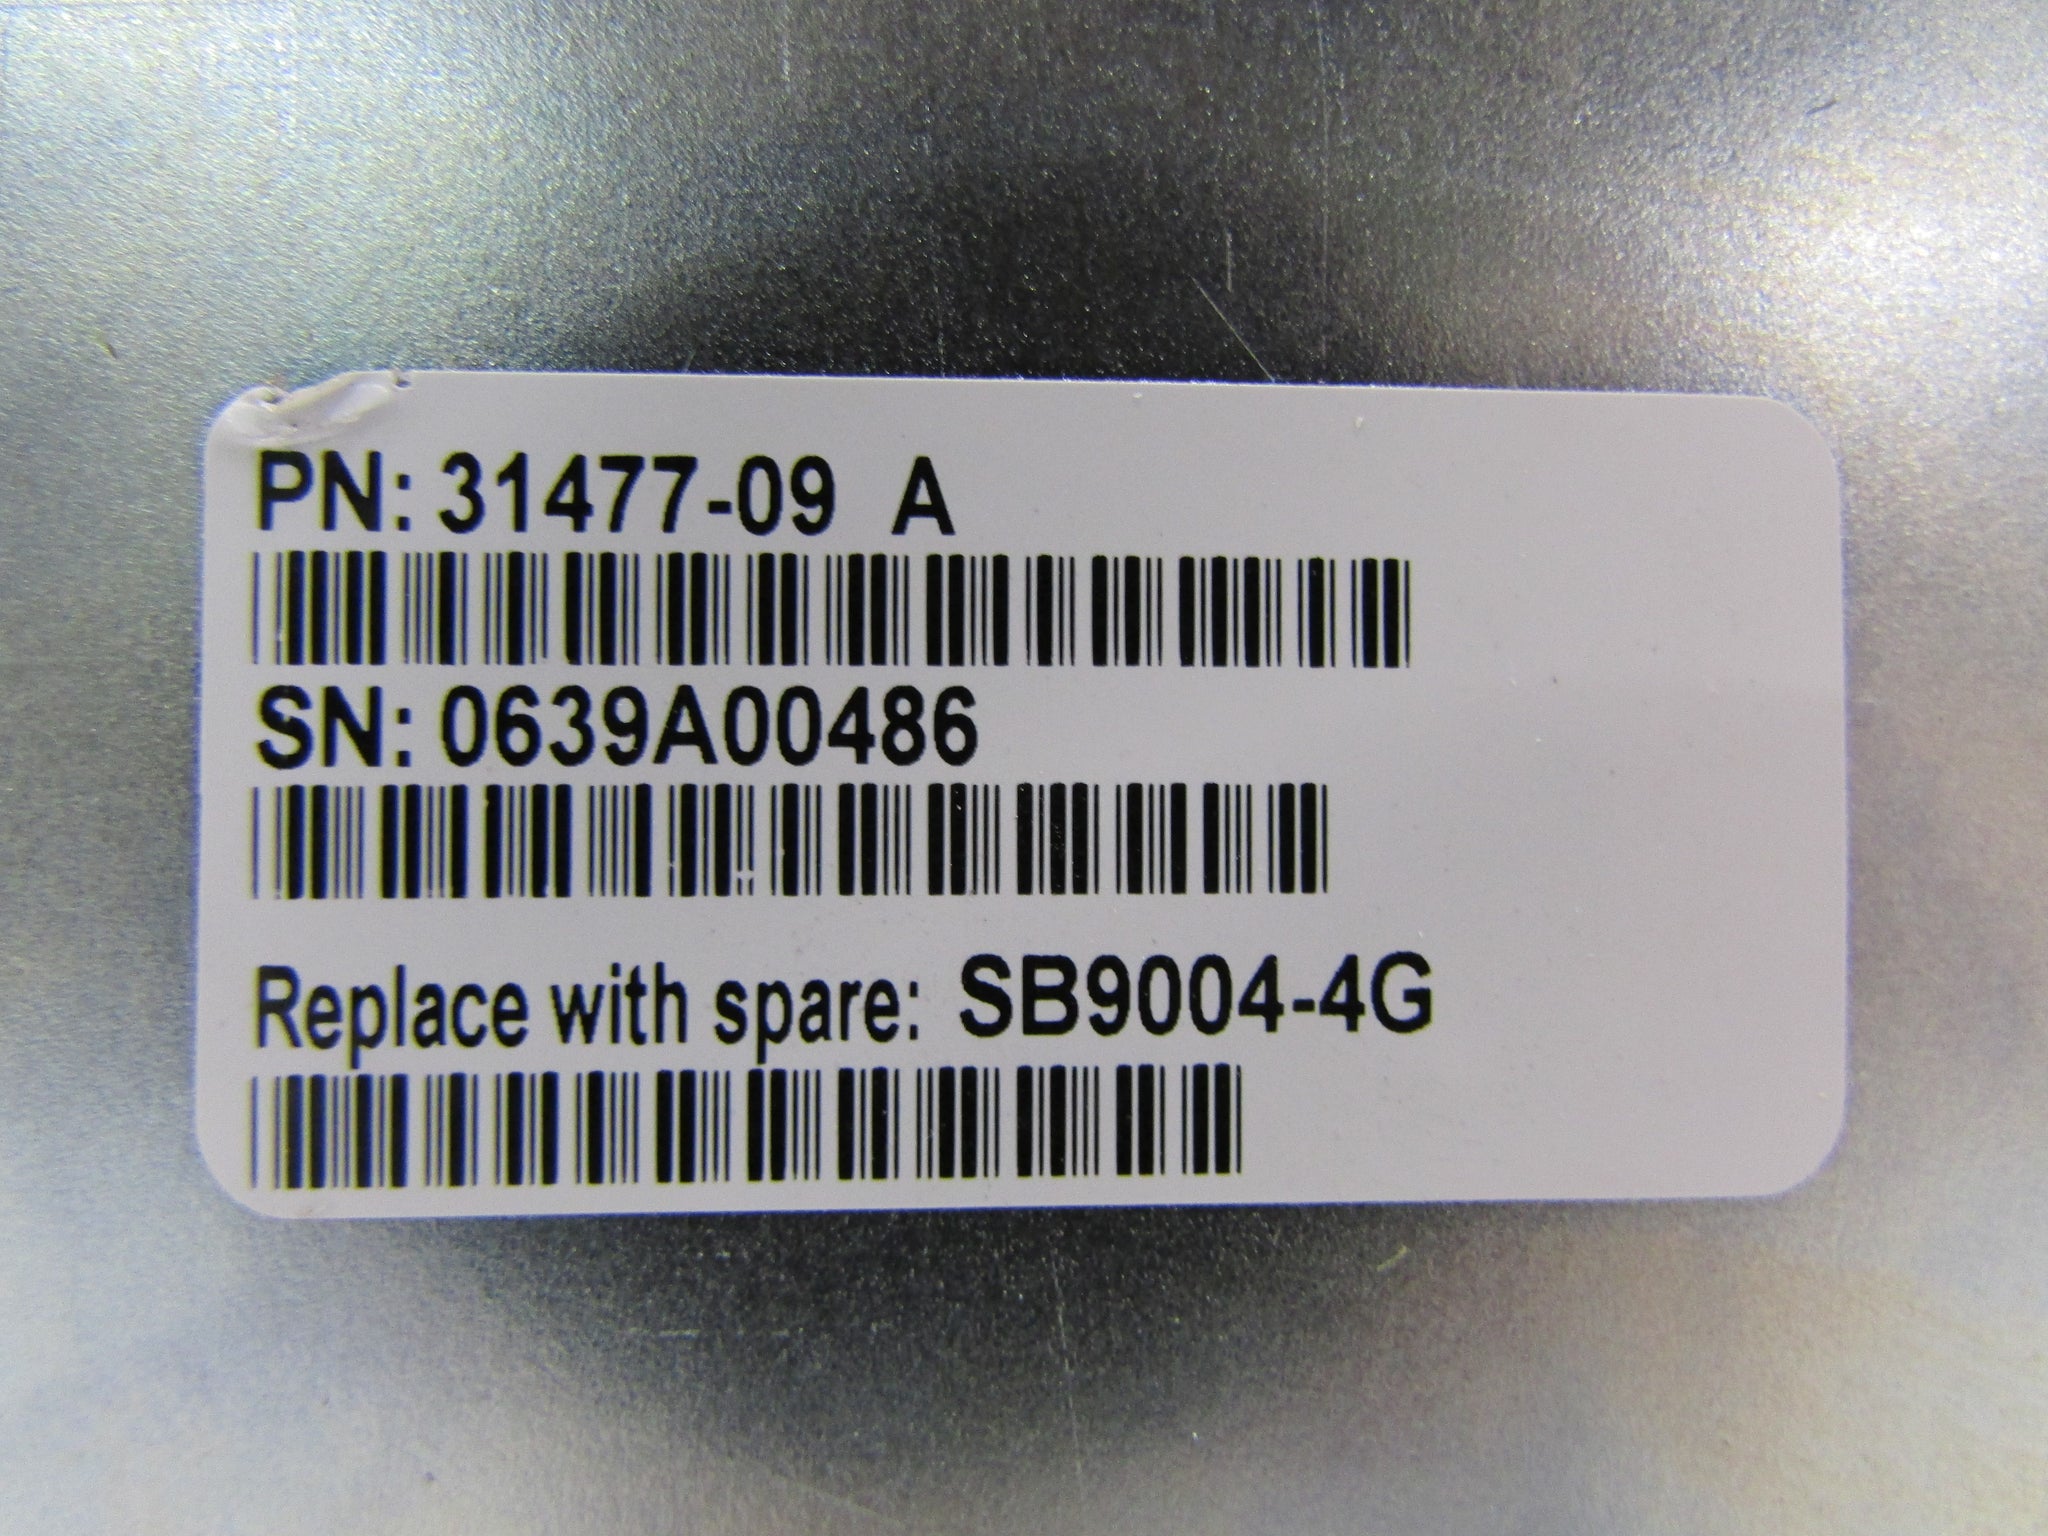 PN: 31477-09 A
SN: 0639A00486
Replace with spare: SB9004-4G